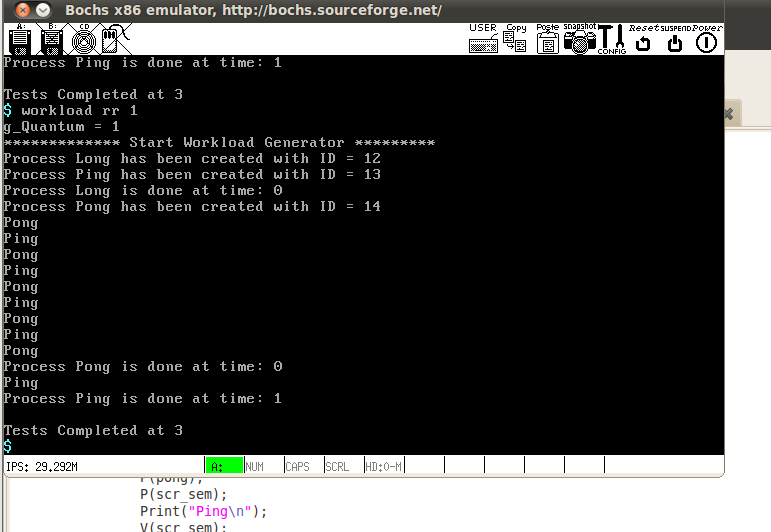 Bochs x86 emulator, http://bochs.sourceforge.net/
A: B: CD USER Copy Paste snapshot CONFIG Reset SUSPEND Power
Process Ping is done at time: 1
Tests Completed at 3
$ workload rr 1
g_Quantum = 1
************* Start Workload Generator *********
Process Long has been created with ID = 12
Process Ping has been created with ID = 13
Process Long is done at time: 0
Process Pong has been created with ID = 14
Pong
Ping
Pong
Ping
Pong
Ping
Pong
Ping
Pong
Process Pong is done at time: 0
Ping
Process Ping is done at time: 1
Tests Completed at 3
$
IPS: 29.292M A: NUM CAPS SCRL HD:0-M
P(pong);
P(scr_sem);
Print("Ping\n");
V(scr_sem);